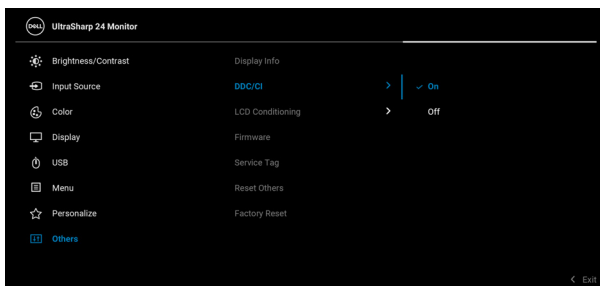 DELL UltraSharp 24 Monitor
Brightness/Contrast Display Info
Input Source DDC/CI > ✓ On
Color LCD Conditioning > Off
Display Firmware
USB Service Tag
Menu Reset Others
Personalize Factory Reset
Others
< Exit